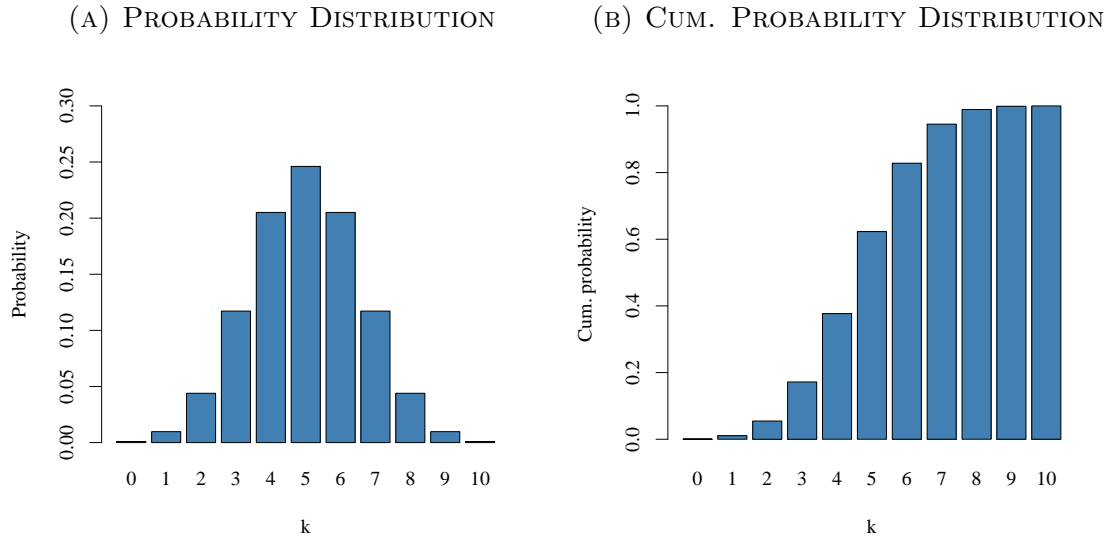 (A) PROBABILITY DISTRIBUTION
Probability
0.30
0.25
0.20
0.15
0.10
0.05
0.00
0 1 2 3 4 5 6 7 8 9 10
k
(B) CUM. PROBABILITY DISTRIBUTION
Cum. probability
1.0
0.8
0.6
0.4
0.2
0.0
0 1 2 3 4 5 6 7 8 9 10
k